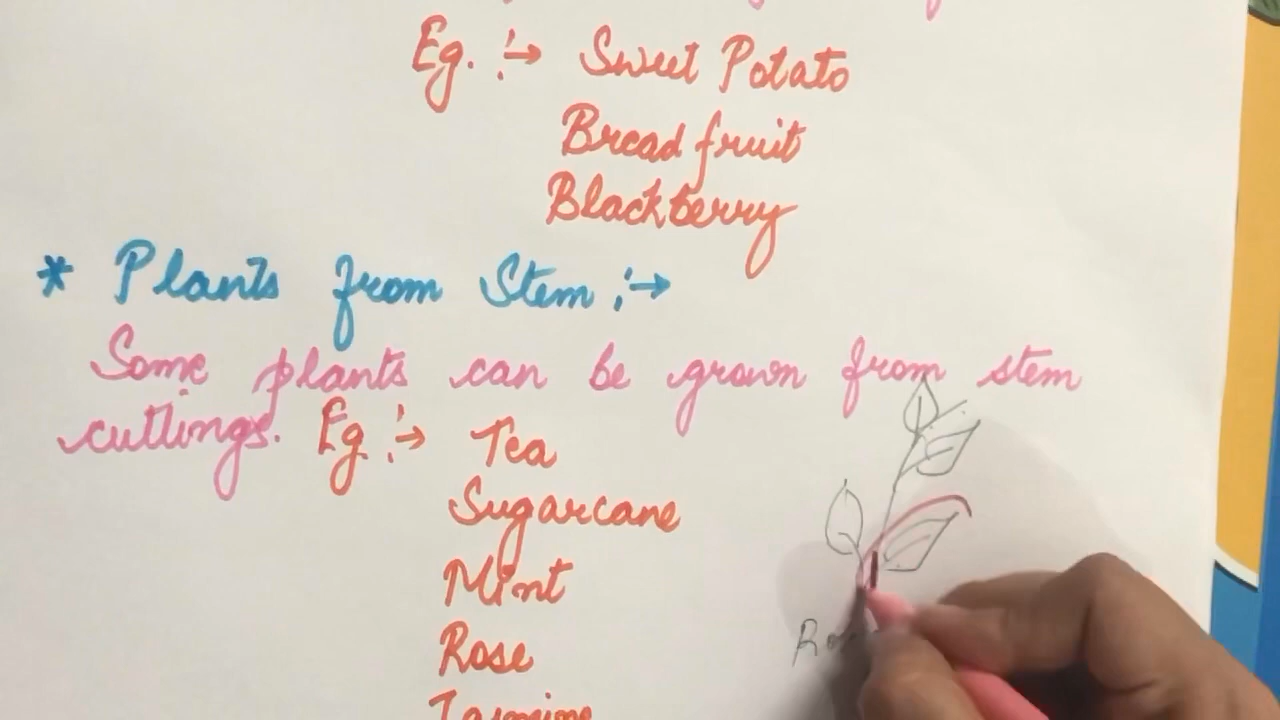 Eg. :→ Sweet Potato
Bread fruit
Blackberry
* Plants from Stem :→
Some plants can be grown from stem
cuttings. Eg :→ Tea
Sugarcane
Mint
Rose
Jasmine